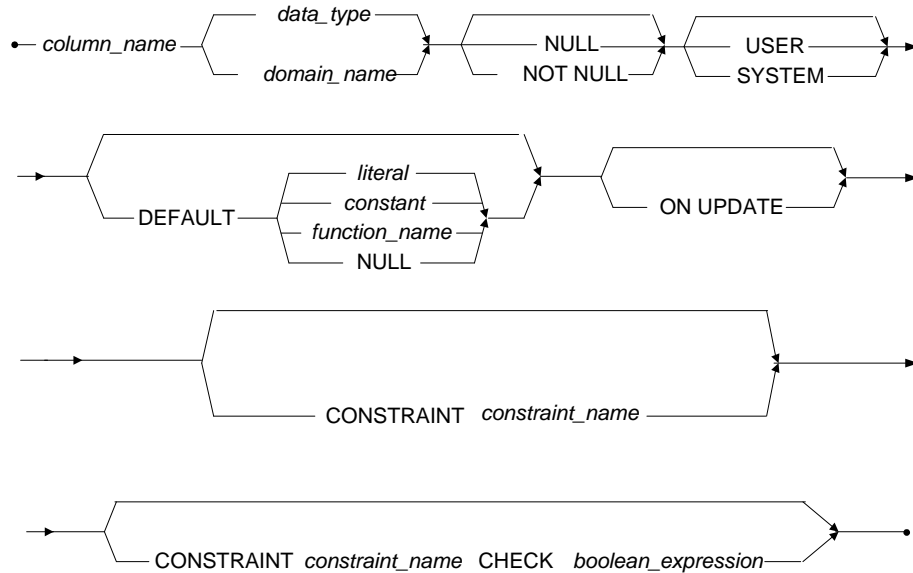 data_type
column_name
domain_name
NULL
NOT NULL
USER
SYSTEM
DEFAULT
literal
constant
function_name
NULL
ON UPDATE
CONSTRAINT constraint_name
CONSTRAINT constraint_name CHECK boolean_expression